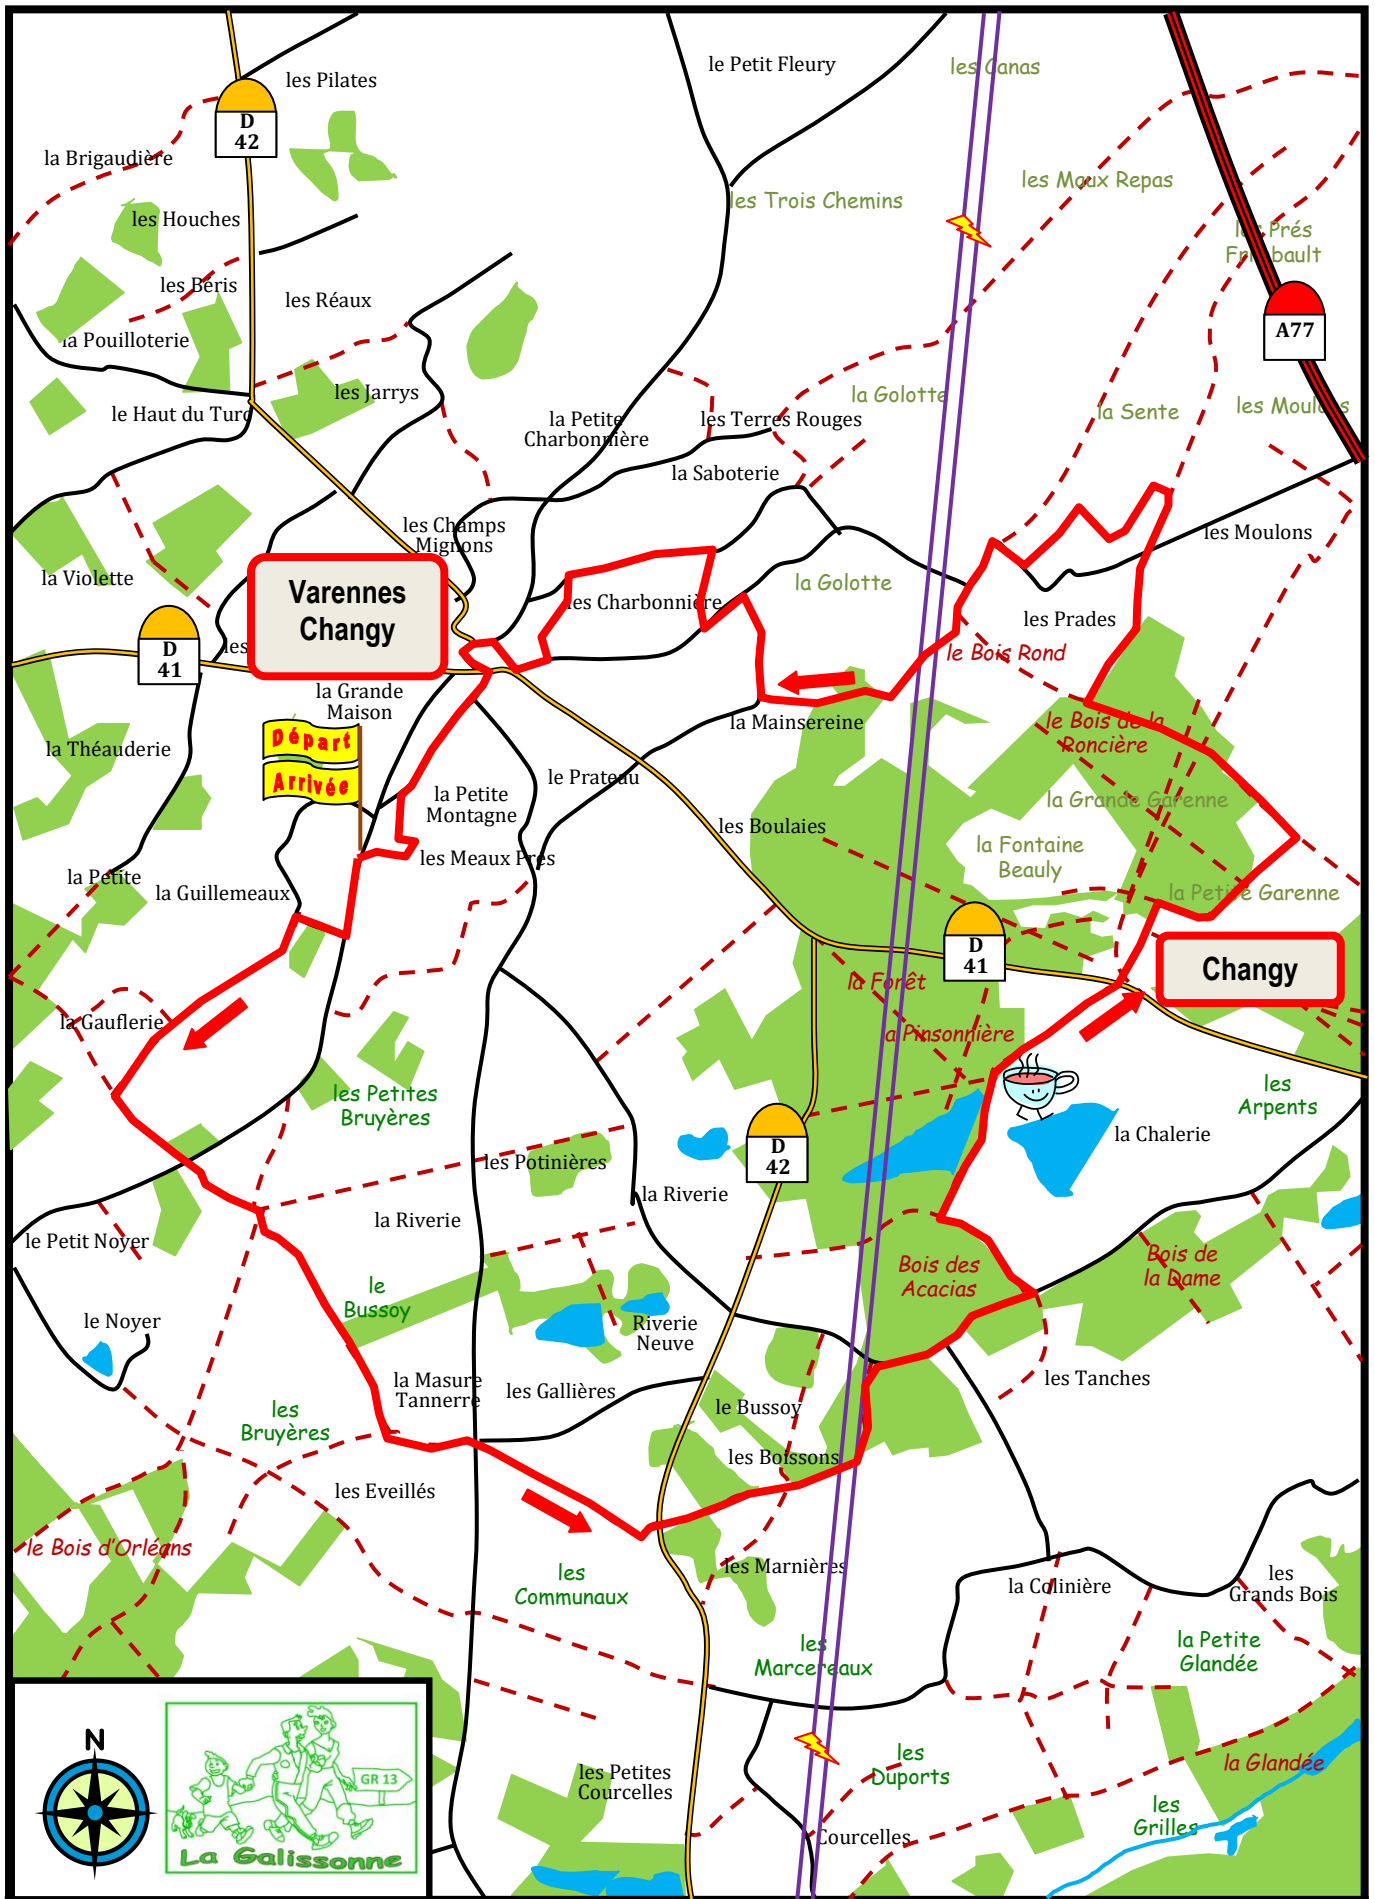 les Pilates
le Petit Fleury
les Canas
D
42
la Brigaudière
les Maux Repas
les Trois Chemins
les Houches
les Prés
les Béris
les Réaux
A77
la Pouilloterie
les Jarrys
la Golotte
le Haut du Turc
la Petite
Charbonnière
les Terres Rouges
la Sente
les Moulons
la Saboterie
les Champs
Mignons
les Moulons
la Violette
Varennes
Changy
la Golotte
les Charbonnière
les Prades
D
41
les
le Bois Rond
la Grande
Maison
la Mainsereine
le Bois de la
Roncière
Départ
Arrivée
la Théauderie
le Prateau
la Petite
Montagne
la Grande Garenne
les Boulaies
la Fontaine
Beauly
les Meaux Prés
la Petite
la Guillemeaux
la Petite Garenne
D
41
Changy
la Forêt
la Gauflerie
la Pinsonnière
les Petites
Bruyères
les
Arpents
la Chalerie
D
42
les Potinières
la Riverie
la Riverie
le Petit Noyer
Bois des
Acacias
Bois de
la Dame
le
Bussoy
le Noyer
Riverie
Neuve
la Masure
Tannerre
les Gallières
les Tanches
le Bussoy
les
Bruyères
les Boissons
les Eveillés
le Bois d'Orléans
les
Communaux
les Marnières
la Colinière
les
Grands Bois
les
Marcereaux
la Petite
Glandée
N
GR 13
La Galissonne
les Petites
Courcelles
les
Duports
la Glandée
les
Grilles
Courcelles